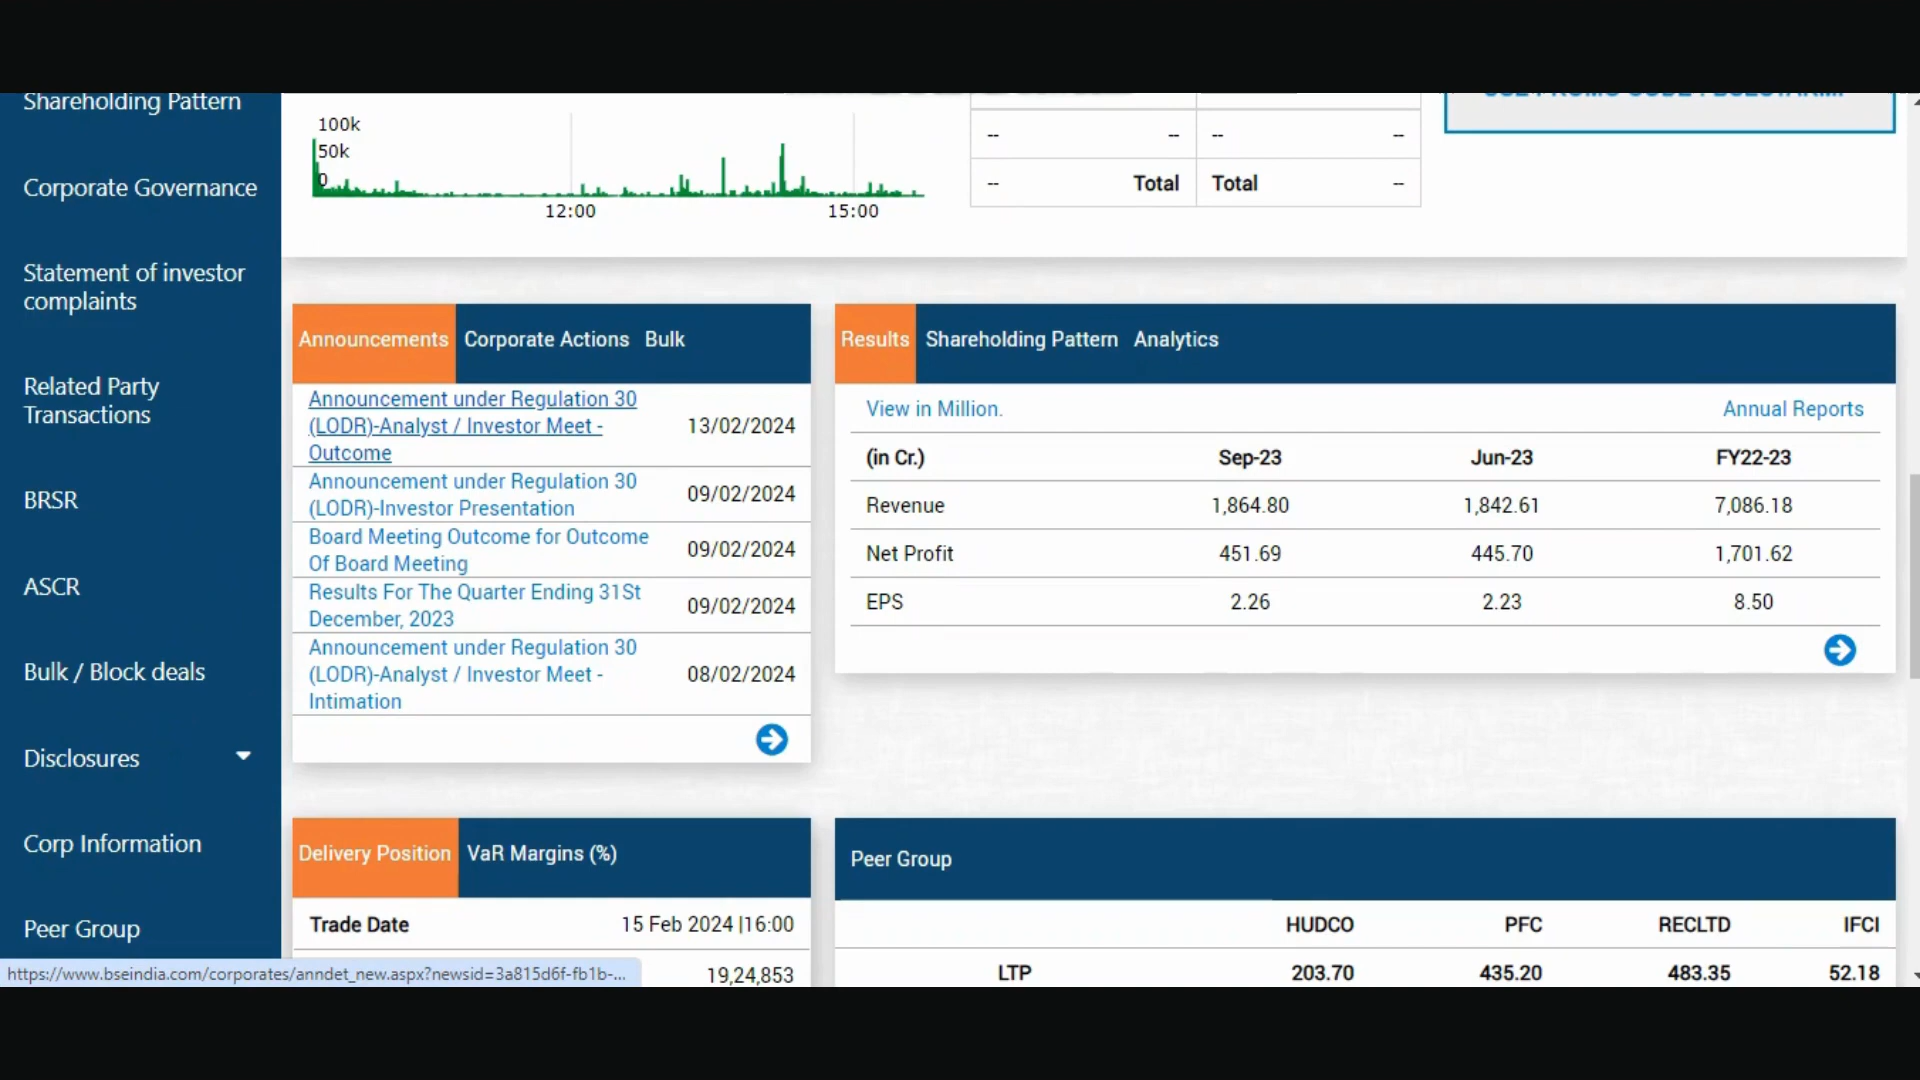 Shareholding Pattern
Corporate Governance
Statement of investor
complaints
Related Party
Transactions
BRSR
ASCR
Bulk / Block deals
Disclosures
Corp Information
Peer Group
100k
50k
0
12:00 15:00
-- -- -- --
-- Total Total --
Announcements Corporate Actions Bulk
Announcement under Regulation 30
(LODR)-Analyst / Investor Meet - 13/02/2024
Outcome
Announcement under Regulation 30
(LODR)-Investor Presentation 09/02/2024
Board Meeting Outcome for Outcome
Of Board Meeting 09/02/2024
Results For The Quarter Ending 31St
December, 2023 09/02/2024
Announcement under Regulation 30
(LODR)-Analyst / Investor Meet - 08/02/2024
Intimation
Results Shareholding Pattern Analytics
View in Million. Annual Reports
(in Cr.) Sep-23 Jun-23 FY22-23
Revenue 1,864.80 1,842.61 7,086.18
Net Profit 451.69 445.70 1,701.62
EPS 2.26 2.23 8.50
Delivery Position VaR Margins (%)
Trade Date 15 Feb 2024 |16:00
19,24,853
Peer Group
HUDCO PFC RECLTD IFCI
LTP 203.70 435.20 483.35 52.18
https://www.bseindia.com/corporates/anndet_new.aspx?newsid=3a815d6f-fb1b-...